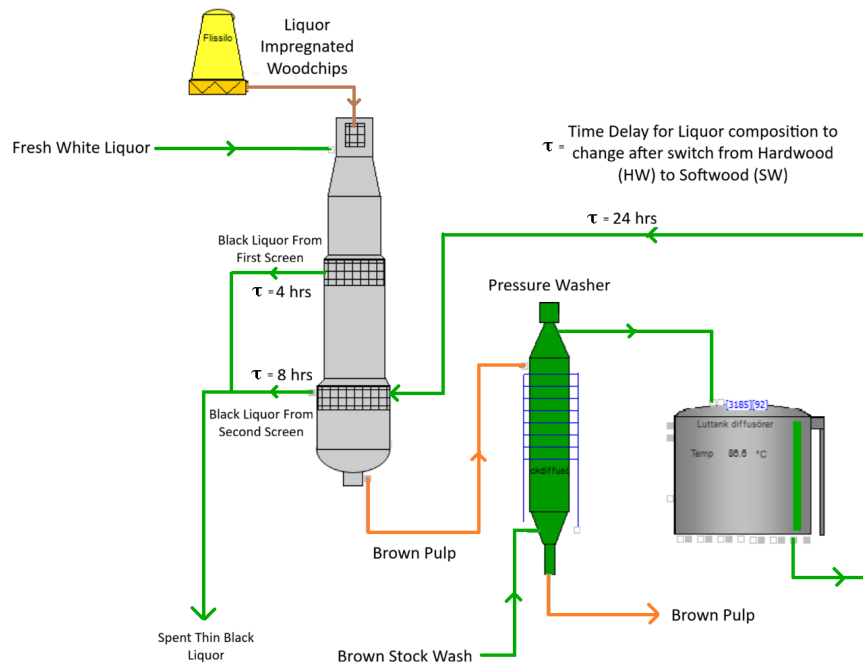 Flissilo
Liquor
Impregnated
Woodchips
Fresh White Liquor
τ =
Time Delay for Liquor composition to
change after switch from Hardwood
(HW) to Softwood (SW)
τ = 24 hrs
Black Liquor From
First Screen
τ = 4 hrs
Pressure Washer
τ = 8 hrs
Black Liquor From
Second Screen
[3185][92]
Luttank diffusörer
Temp 86.6 °C
okdiffusö
Brown Pulp
Brown Pulp
Spent Thin Black
Liquor
Brown Stock Wash